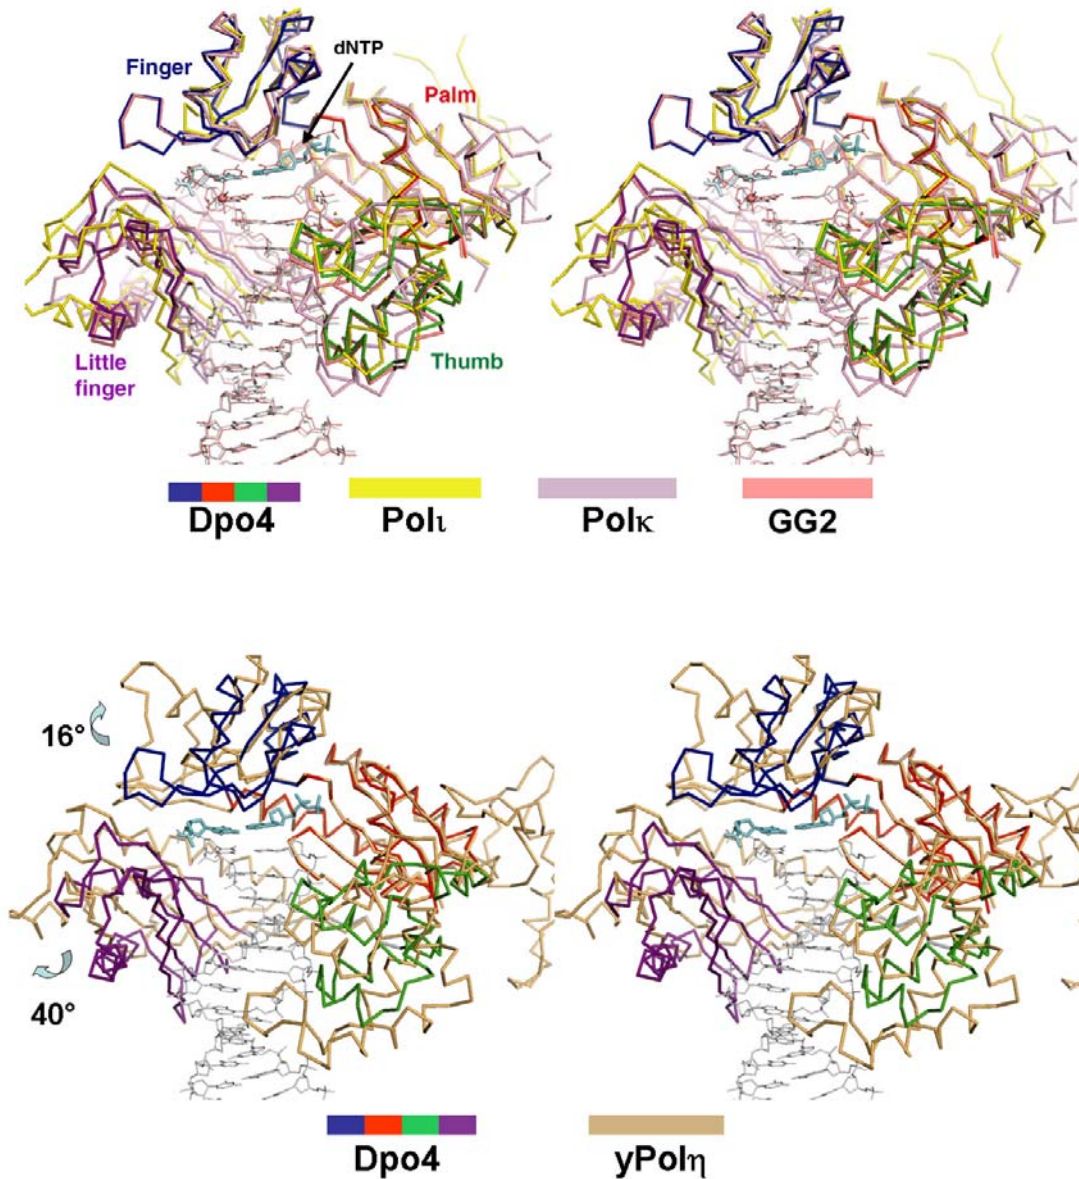 dNTP
Finger
Palm
Little
finger
Thumb
Dpo4
Polι
Polκ
GG2
16°
40°
Dpo4
yPolη